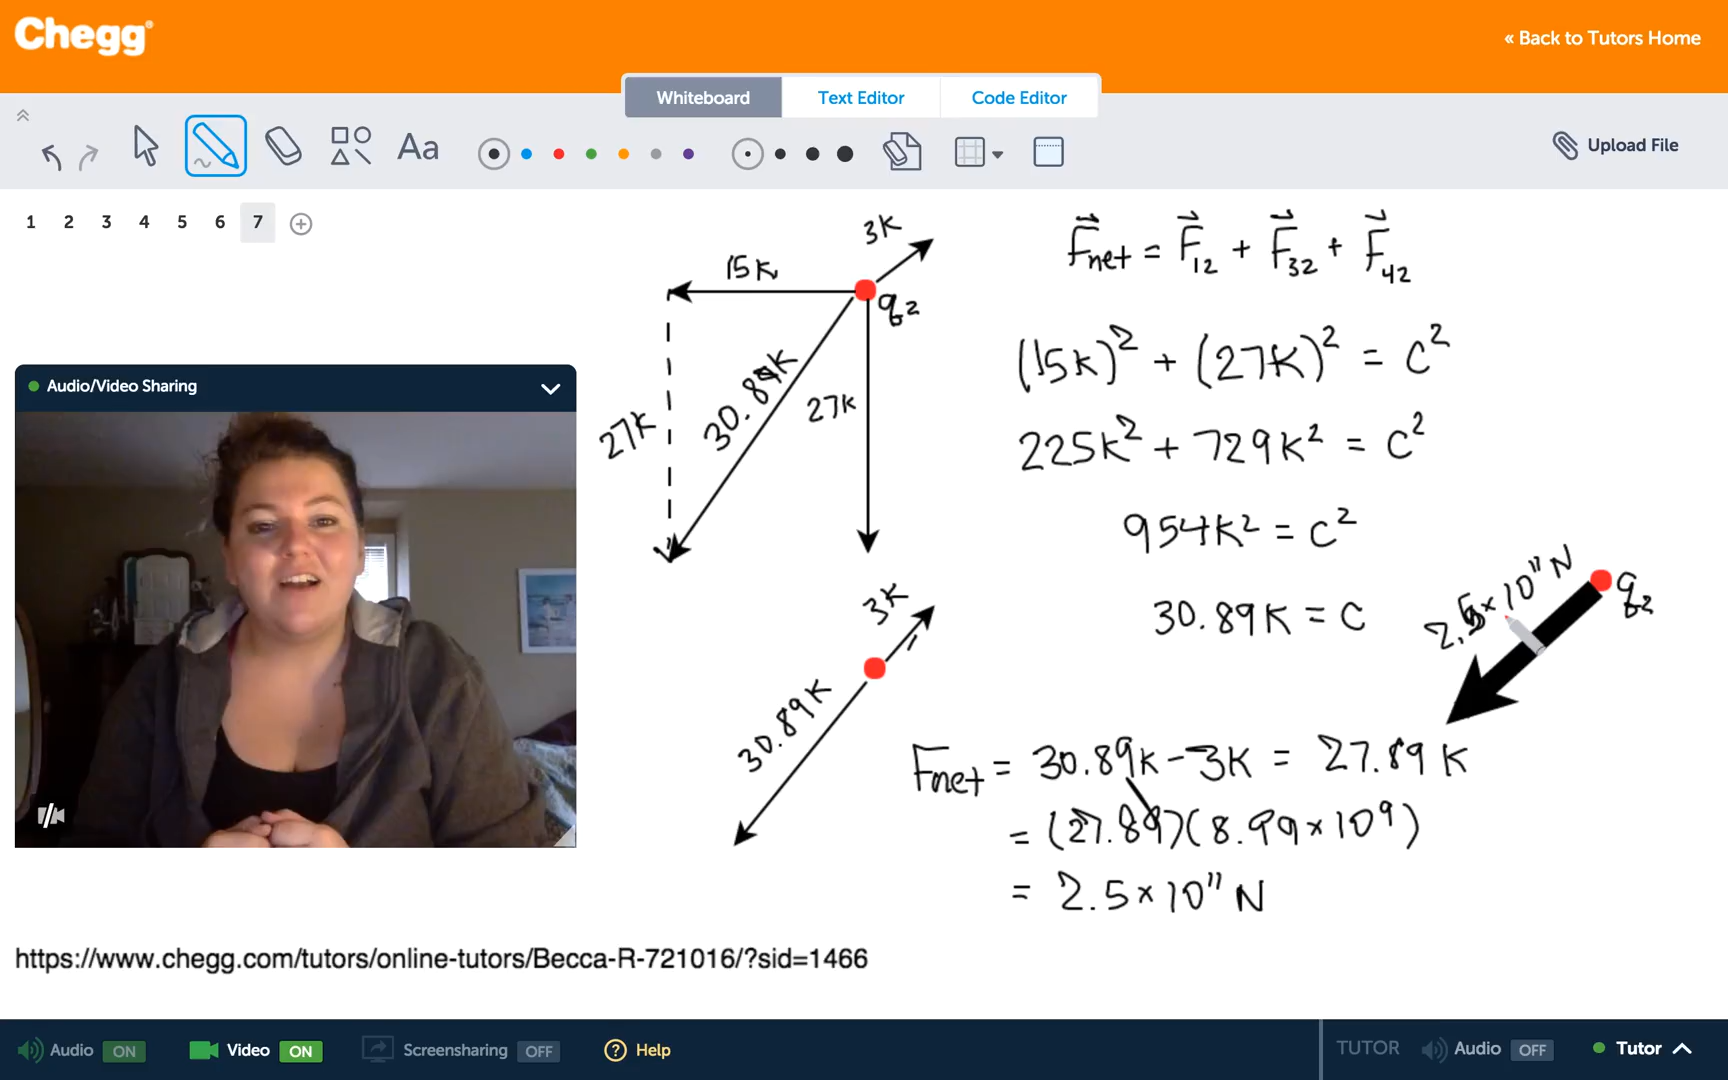 Chegg
« Back to Tutors Home
Whiteboard
Text Editor
Code Editor
Aa
Upload File
1 2 3 4 5 6 7
3K
15K
q₂
27K
30.89K
27K
F⃗net = F⃗₁₂ + F⃗₃₂ + F⃗₄₂
(15K)² + (27K)² = C²
225K² + 729K² = C²
954K² = C²
30.89K = C
2.5×10¹¹ N
q₂
3K
30.89K
Fnet = 30.89K - 3K = 27.89K
= (27.89)(8.99×10⁹)
= 2.5×10¹¹ N
Audio/Video Sharing
https://www.chegg.com/tutors/online-tutors/Becca-R-721016/?sid=1466
Audio ON
Video ON
Screensharing OFF
? Help
TUTOR
Audio OFF
Tutor